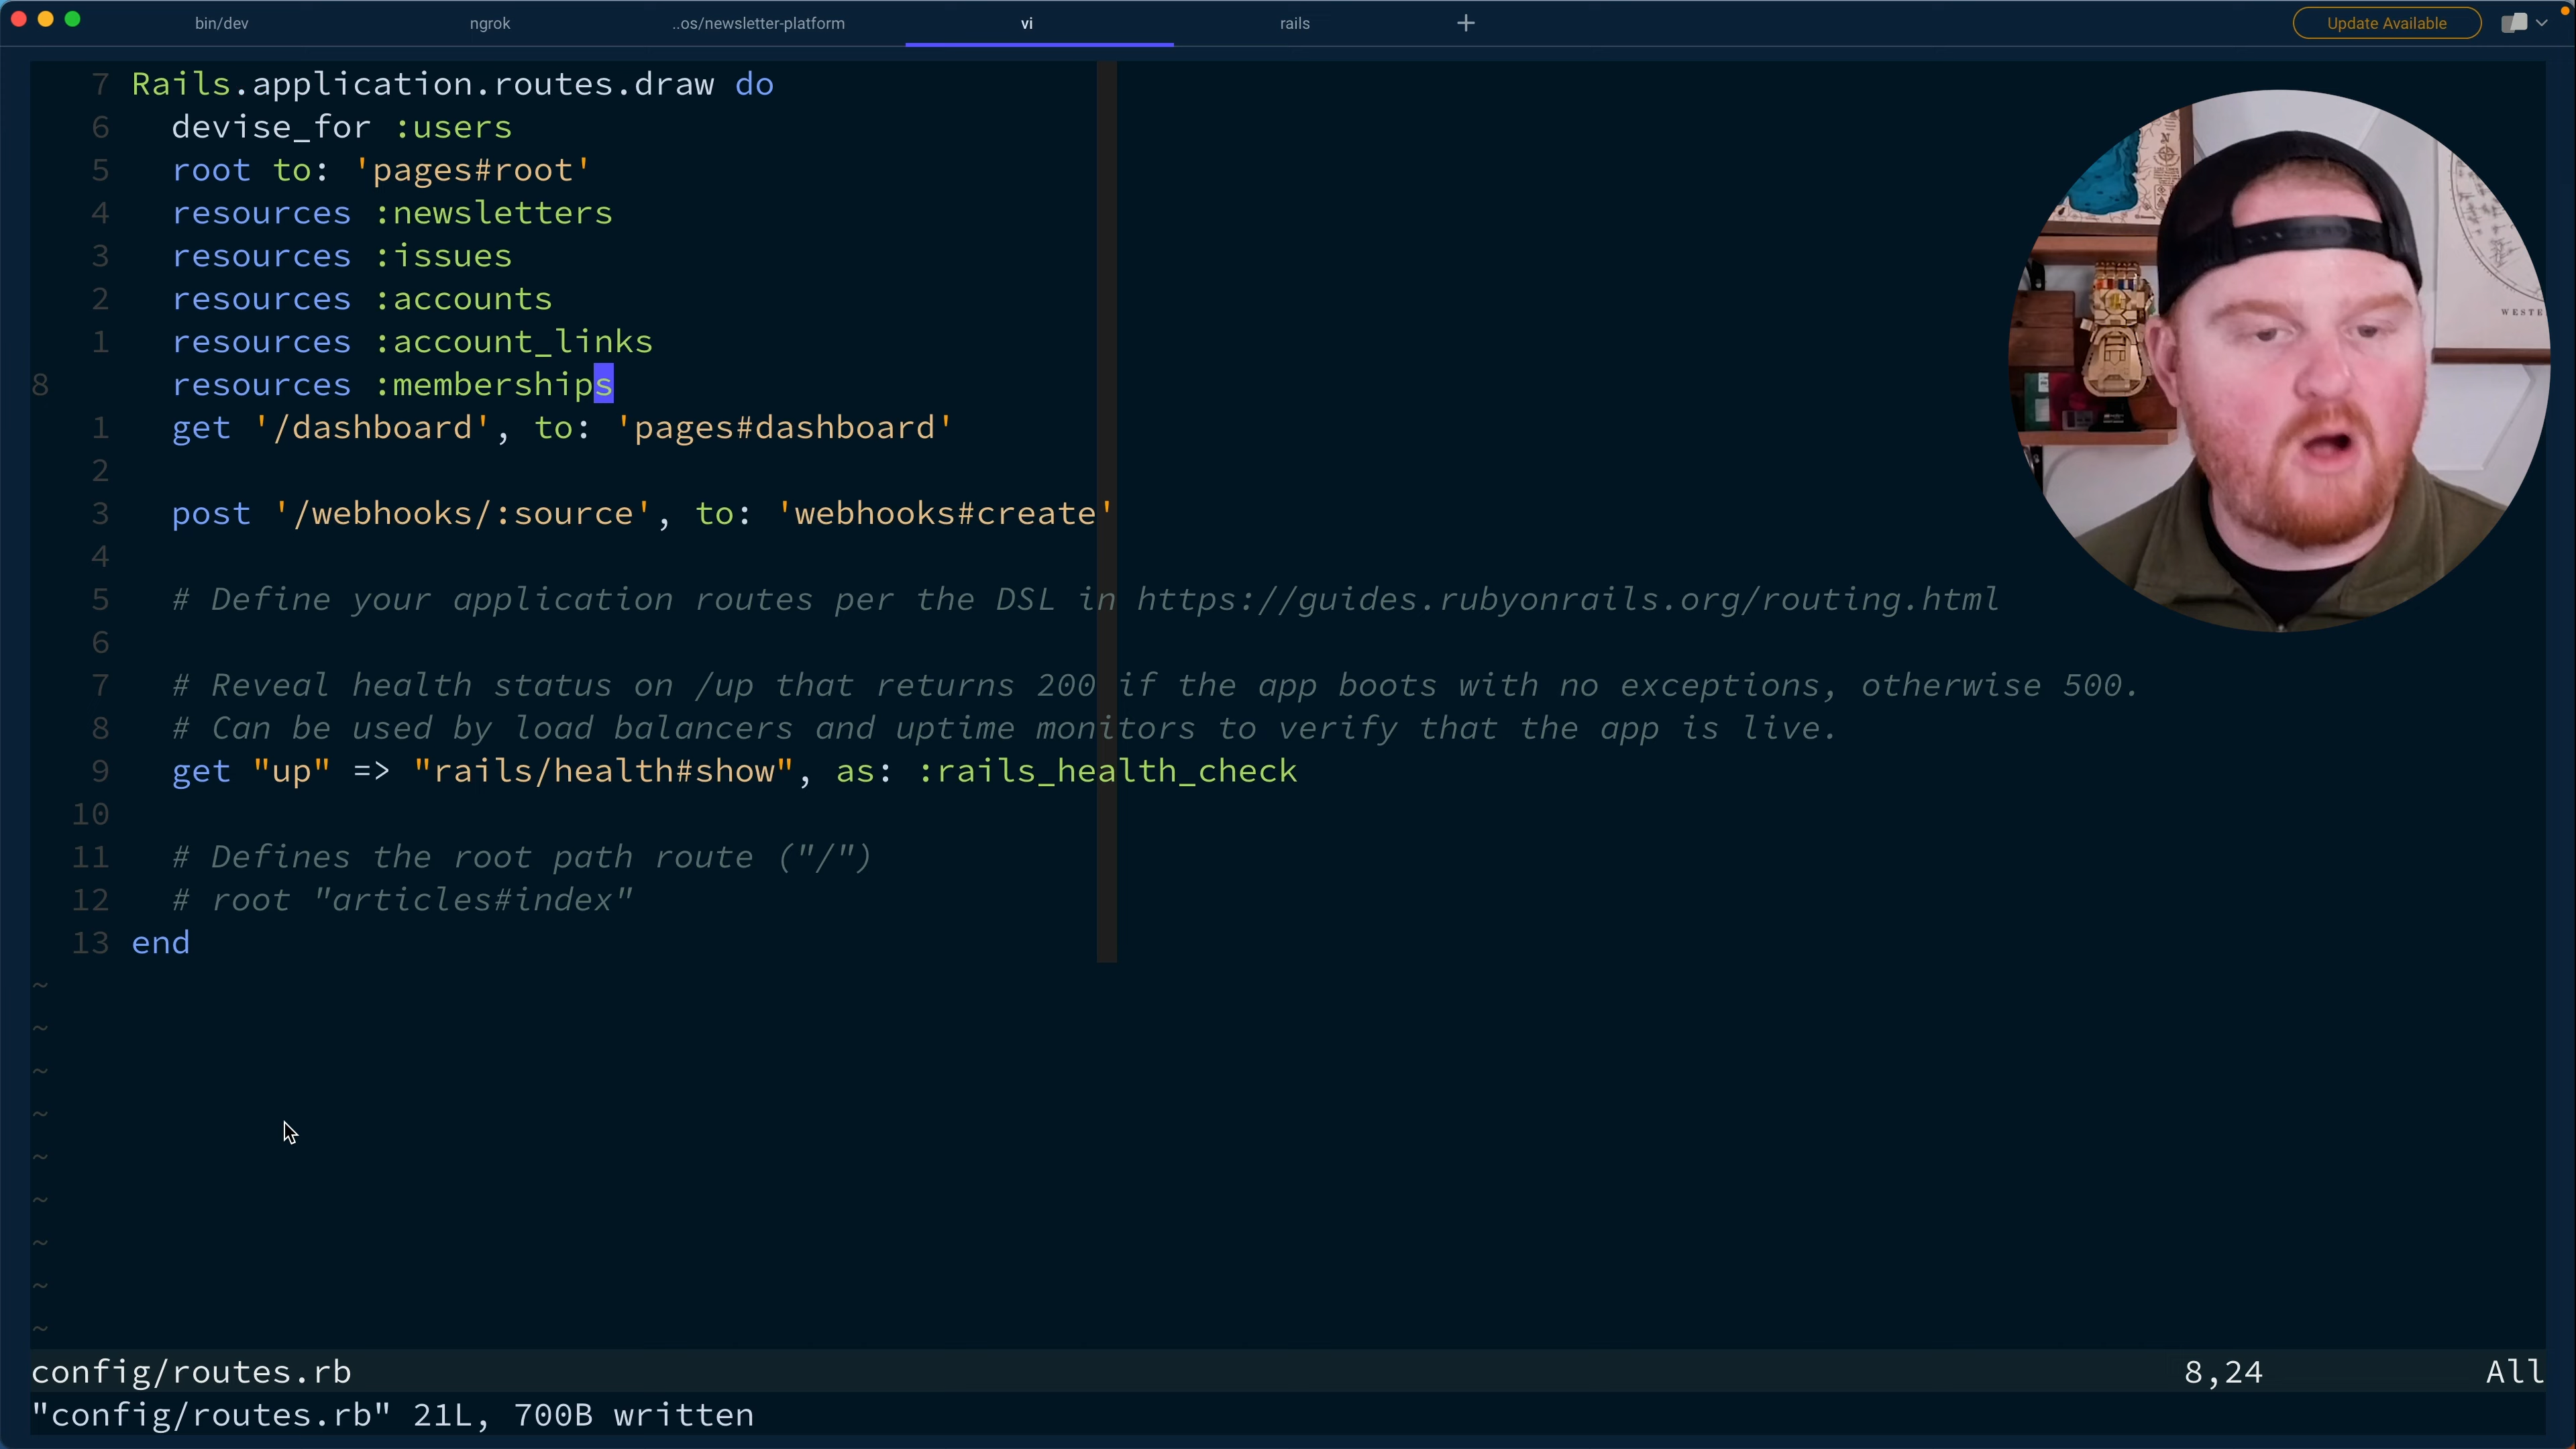 bin/dev ngrok ..os/newsletter-platform vi rails + Update Available
7 Rails.application.routes.draw do
6 devise_for :users
5 root to: 'pages#root'
4 resources :newsletters
3 resources :issues
2 resources :accounts
1 resources :account_links
8 resources :memberships
1 get '/dashboard', to: 'pages#dashboard'
2
3 post '/webhooks/:source', to: 'webhooks#create'
4
5 # Define your application routes per the DSL in https://guides.rubyonrails.org/routing.html
6
7 # Reveal health status on /up that returns 200 if the app boots with no exceptions, otherwise 500.
8 # Can be used by load balancers and uptime monitors to verify that the app is live.
9 get "up" => "rails/health#show", as: :rails_health_check
10
11 # Defines the root path route ("/")
12 # root "articles#index"
13 end
~
~
~
~
~
~
~
~
~
config/routes.rb 8,24 All
"config/routes.rb" 21L, 700B written